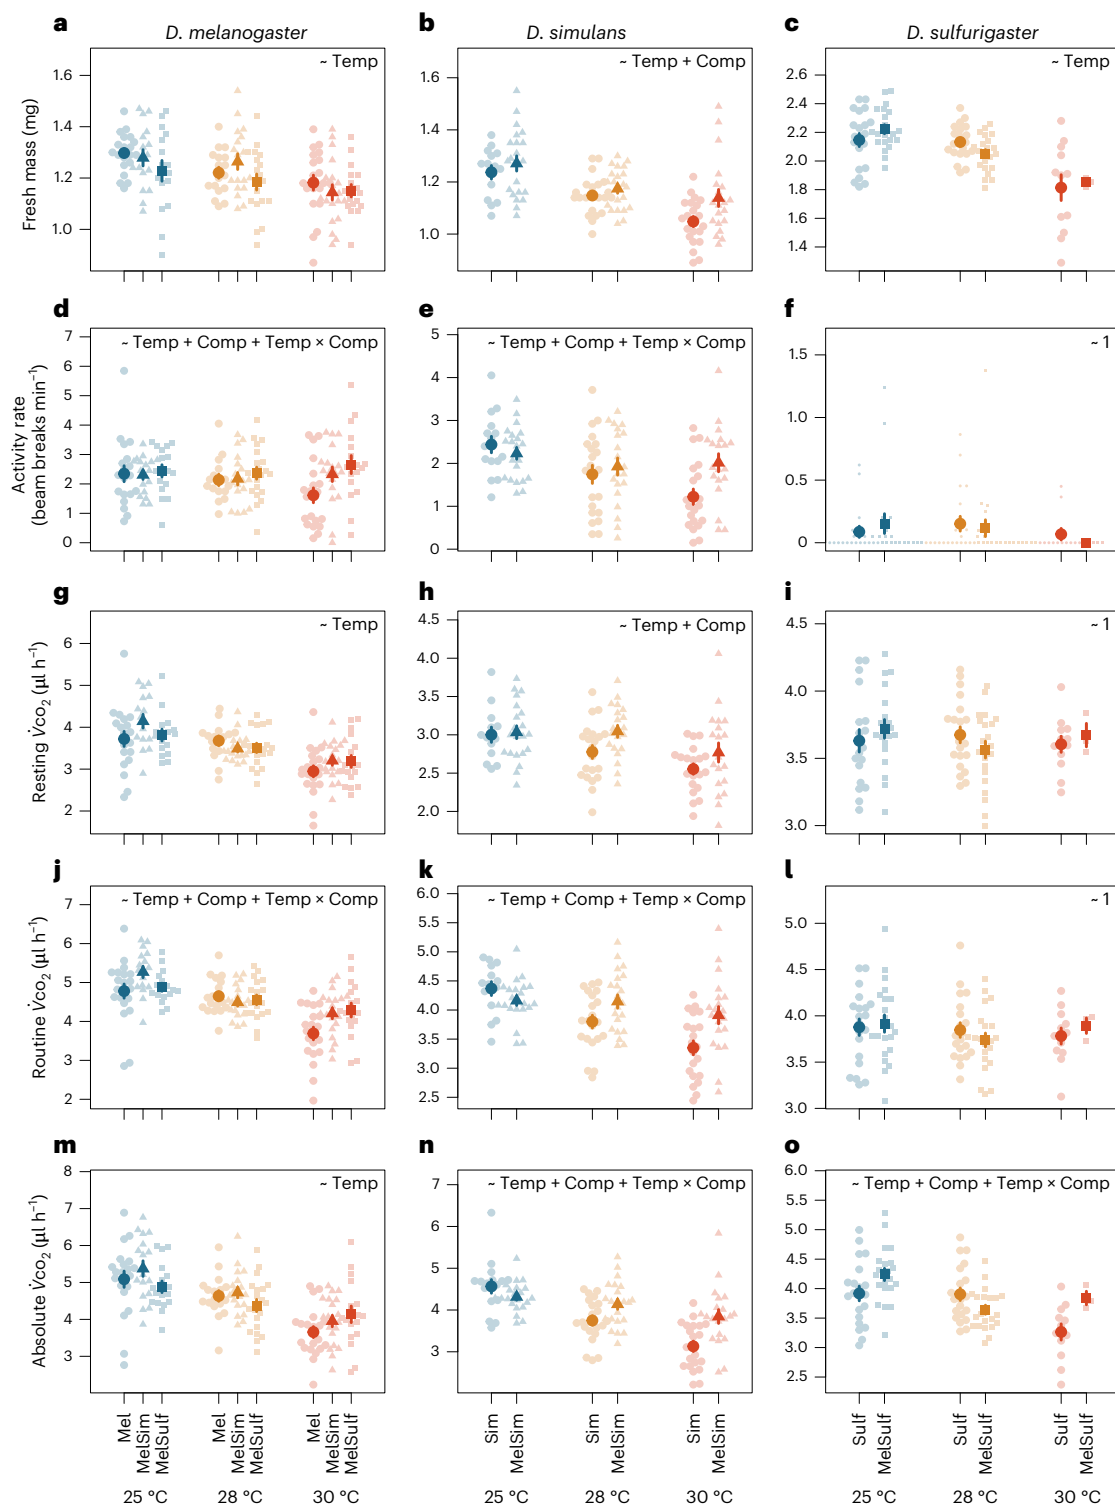 a
D. melanogaster
b
D. simulans
c
D. sulfurigaster
Fresh mass (mg)
~ Temp
1.6
1.4
1.2
1.0
~ Temp + Comp
1.6
1.4
1.2
1.0
~ Temp
2.6
2.4
2.2
2.0
1.8
1.6
1.4
d
e
f
Activity rate
(beam breaks min⁻¹)
~ Temp + Comp + Temp × Comp
7
6
5
4
3
2
1
0
~ Temp + Comp + Temp × Comp
5
4
3
2
1
0
~ 1
1.5
1.0
0.5
0
g
h
i
Resting V̇co₂ (µl h⁻¹)
~ Temp
6
5
4
3
2
~ Temp + Comp
4.5
4.0
3.5
3.0
2.5
2.0
~ 1
4.5
4.0
3.5
3.0
j
k
l
Routine V̇co₂ (µl h⁻¹)
~ Temp + Comp + Temp × Comp
7
6
5
4
3
2
~ Temp + Comp + Temp × Comp
6.0
5.5
5.0
4.5
4.0
3.5
3.0
2.5
~ 1
5.0
4.5
4.0
3.5
3.0
m
n
o
Absolute V̇co₂ (µl h⁻¹)
~ Temp
8
7
6
5
4
3
~ Temp + Comp + Temp × Comp
7
6
5
4
3
~ Temp + Comp + Temp × Comp
6.0
5.5
5.0
4.5
4.0
3.5
3.0
2.5
Mel
MelSim
MelSulf
Mel
MelSim
MelSulf
Mel
MelSim
MelSulf
Sim
MelSim
Sim
MelSim
Sim
MelSim
Sulf
MelSulf
Sulf
MelSulf
Sulf
MelSulf
25 °C
28 °C
30 °C
25 °C
28 °C
30 °C
25 °C
28 °C
30 °C